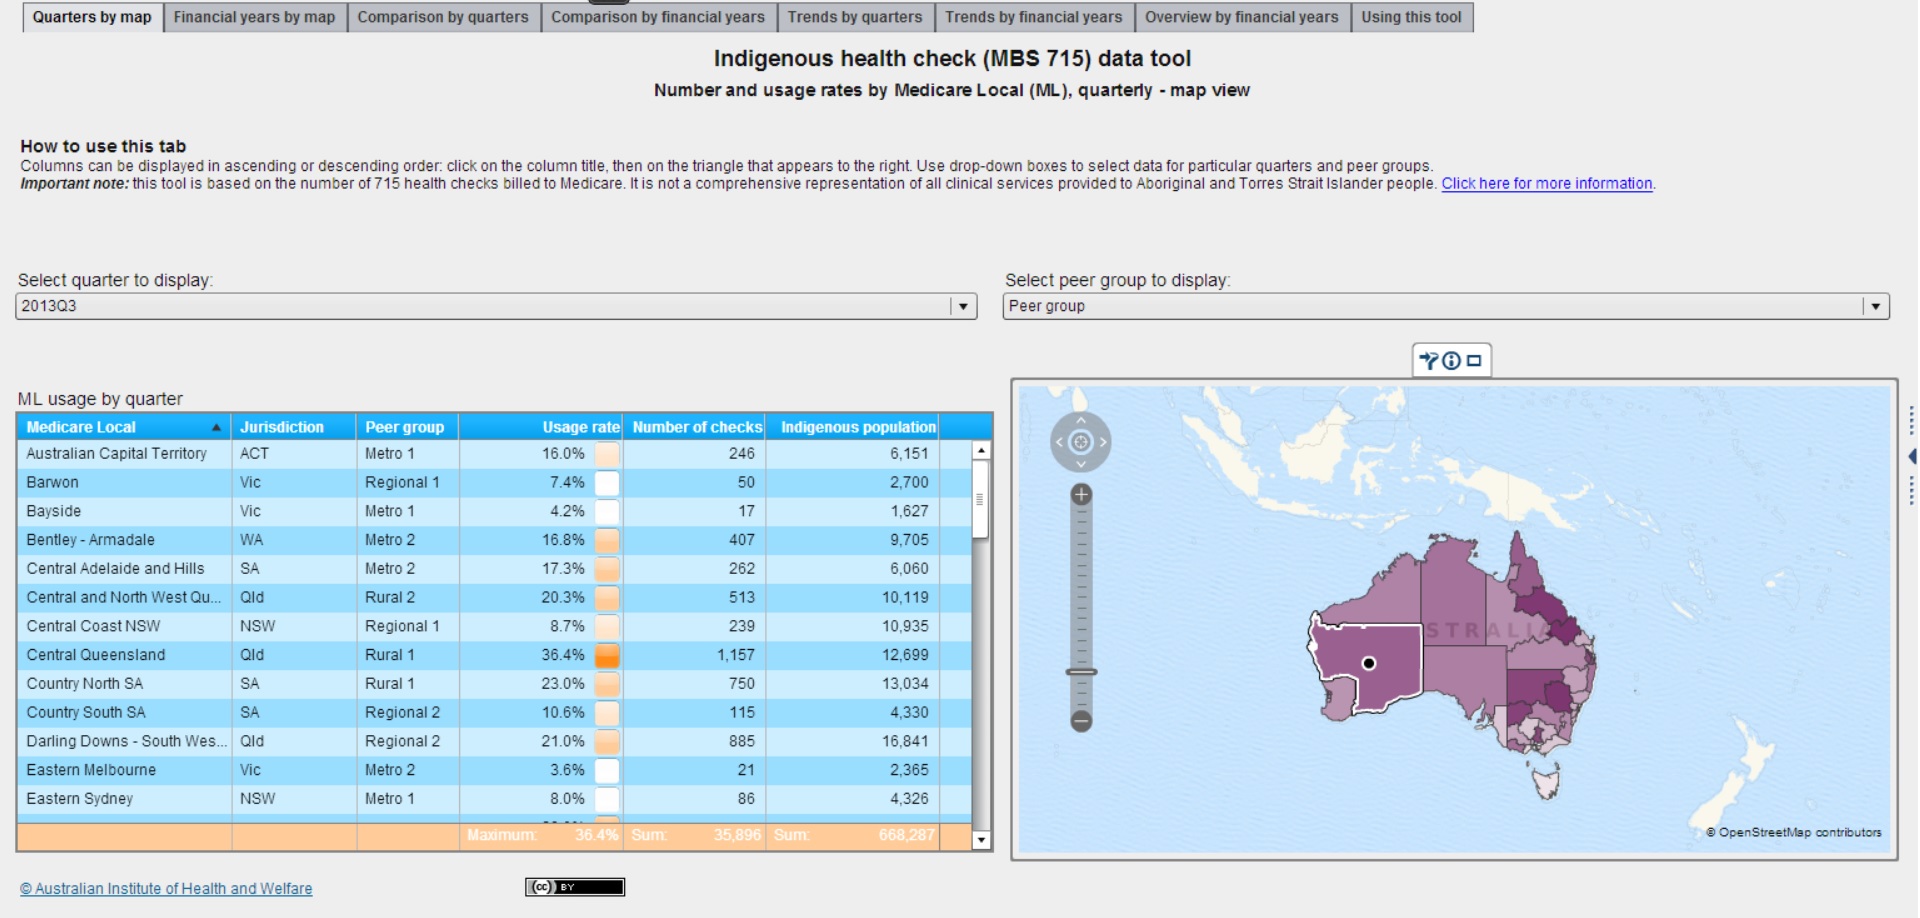 Quarters by map Financial years by map Comparison by quarters Comparison by financial years Trends by quarters Trends by financial years Overview by financial years Using this tool
Indigenous health check (MBS 715) data tool
Number and usage rates by Medicare Local (ML), quarterly - map view
How to use this tab
Columns can be displayed in ascending or descending order: click on the column title, then on the triangle that appears to the right. Use drop-down boxes to select data for particular quarters and peer groups.
Important note: this tool is based on the number of 715 health checks billed to Medicare. It is not a comprehensive representation of all clinical services provided to Aboriginal and Torres Strait Islander people. Click here for more information.
Select quarter to display:
2013Q3
Select peer group to display:
Peer group
ML usage by quarter
Medicare Local Jurisdiction Peer group Usage rate Number of checks Indigenous population
Australian Capital Territory ACT Metro 1 16.0% 246 6,151
Barwon Vic Regional 1 7.4% 50 2,700
Bayside Vic Metro 1 4.2% 17 1,627
Bentley - Armadale WA Metro 2 16.8% 407 9,705
Central Adelaide and Hills SA Metro 2 17.3% 262 6,060
Central and North West Qu... Qld Rural 2 20.3% 513 10,119
Central Coast NSW NSW Regional 1 8.7% 239 10,935
Central Queensland Qld Rural 1 36.4% 1,157 12,699
Country North SA SA Rural 1 23.0% 750 13,034
Country South SA SA Regional 2 10.6% 115 4,330
Darling Downs - South Wes... Qld Regional 2 21.0% 885 16,841
Eastern Melbourne Vic Metro 2 3.6% 21 2,365
Eastern Sydney NSW Metro 1 8.0% 86 4,326
Maximum: 36.4% Sum: 35,896 Sum: 668,287
STRALIA
© OpenStreetMap contributors
© Australian Institute of Health and Welfare
(cc) BY